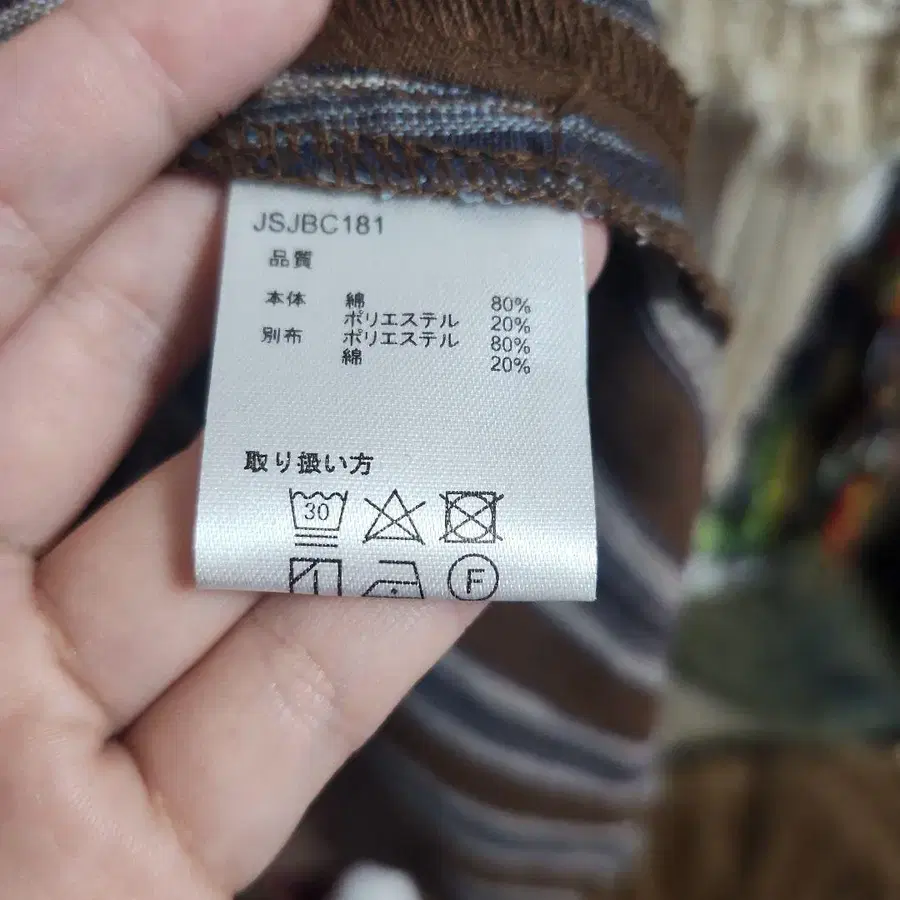 JSJBC181
品質
本体 綿 80%
ポリエステル 20%
別布 ポリエステル 80%
綿 20%
取り扱い方
30
F